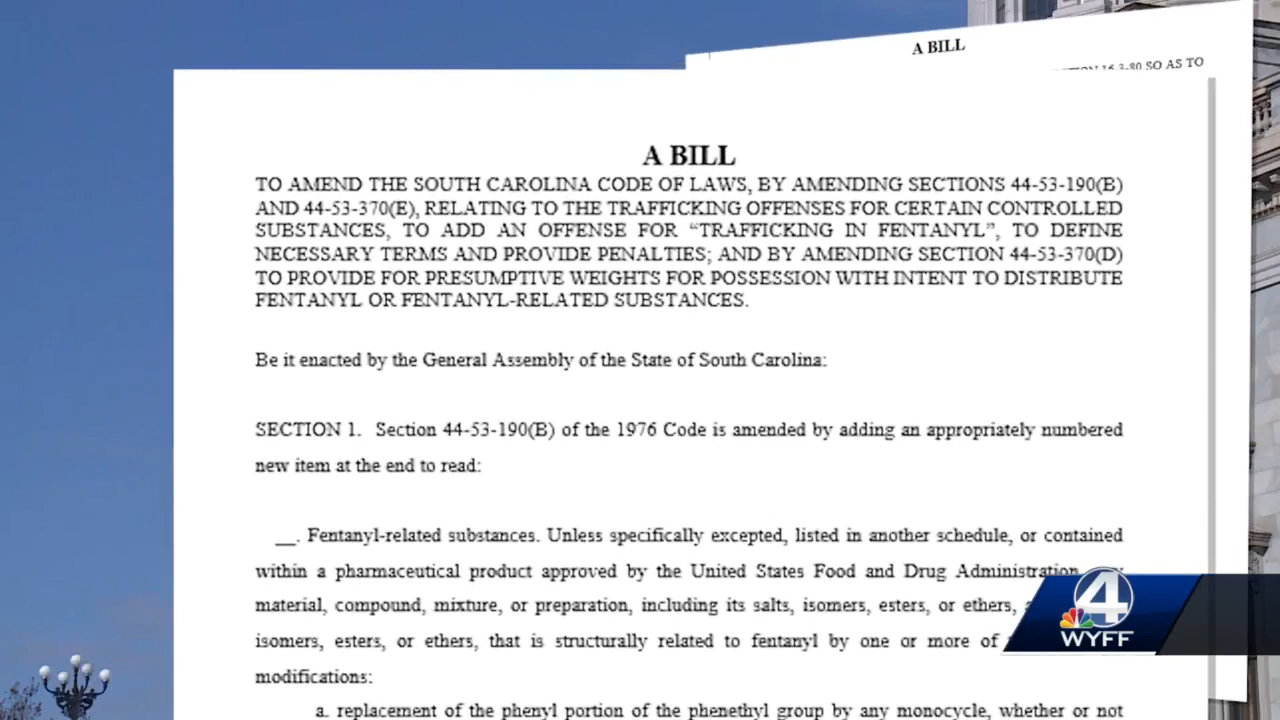 A BILL
16-3-80 SO AS TO
A BILL
TO AMEND THE SOUTH CAROLINA CODE OF LAWS, BY AMENDING SECTIONS 44-53-190(B)
AND 44-53-370(E), RELATING TO THE TRAFFICKING OFFENSES FOR CERTAIN CONTROLLED
SUBSTANCES, TO ADD AN OFFENSE FOR “TRAFFICKING IN FENTANYL”, TO DEFINE
NECESSARY TERMS AND PROVIDE PENALTIES; AND BY AMENDING SECTION 44-53-370(D)
TO PROVIDE FOR PRESUMPTIVE WEIGHTS FOR POSSESSION WITH INTENT TO DISTRIBUTE
FENTANYL OR FENTANYL-RELATED SUBSTANCES.
Be it enacted by the General Assembly of the State of South Carolina:
SECTION 1. Section 44-53-190(B) of the 1976 Code is amended by adding an appropriately numbered
new item at the end to read:
__. Fentanyl-related substances. Unless specifically excepted, listed in another schedule, or contained
within a pharmaceutical product approved by the United States Food and Drug Administration
material, compound, mixture, or preparation, including its salts, isomers, esters, or ethers,
isomers, esters, or ethers, that is structurally related to fentanyl by one or more of
modifications:
a. replacement of the phenyl portion of the phenethyl group by any monocycle, whether or not
4
WYFF